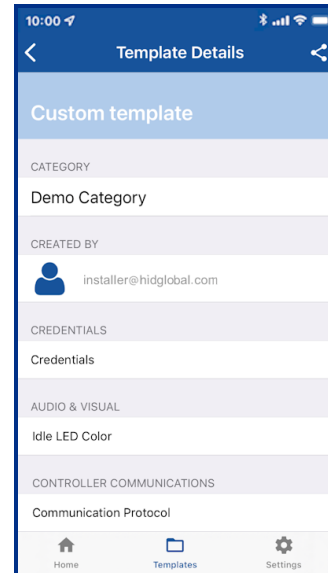 10:00
Template Details
Custom template
CATEGORY
Demo Category
CREATED BY
installer@hidglobal.com
CREDENTIALS
Credentials
AUDIO & VISUAL
Idle LED Color
CONTROLLER COMMUNICATIONS
Communication Protocol
Home Templates Settings